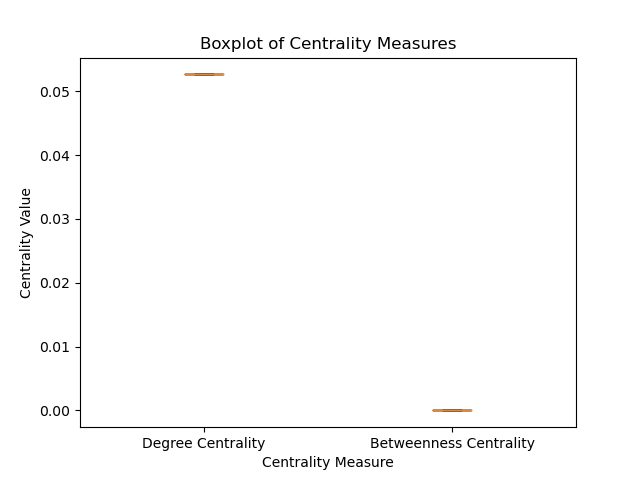 Boxplot of Centrality Measures
0.05
0.04
0.03
0.02
0.01
0.00
Centrality Value
Degree Centrality
Betweenness Centrality
Centrality Measure